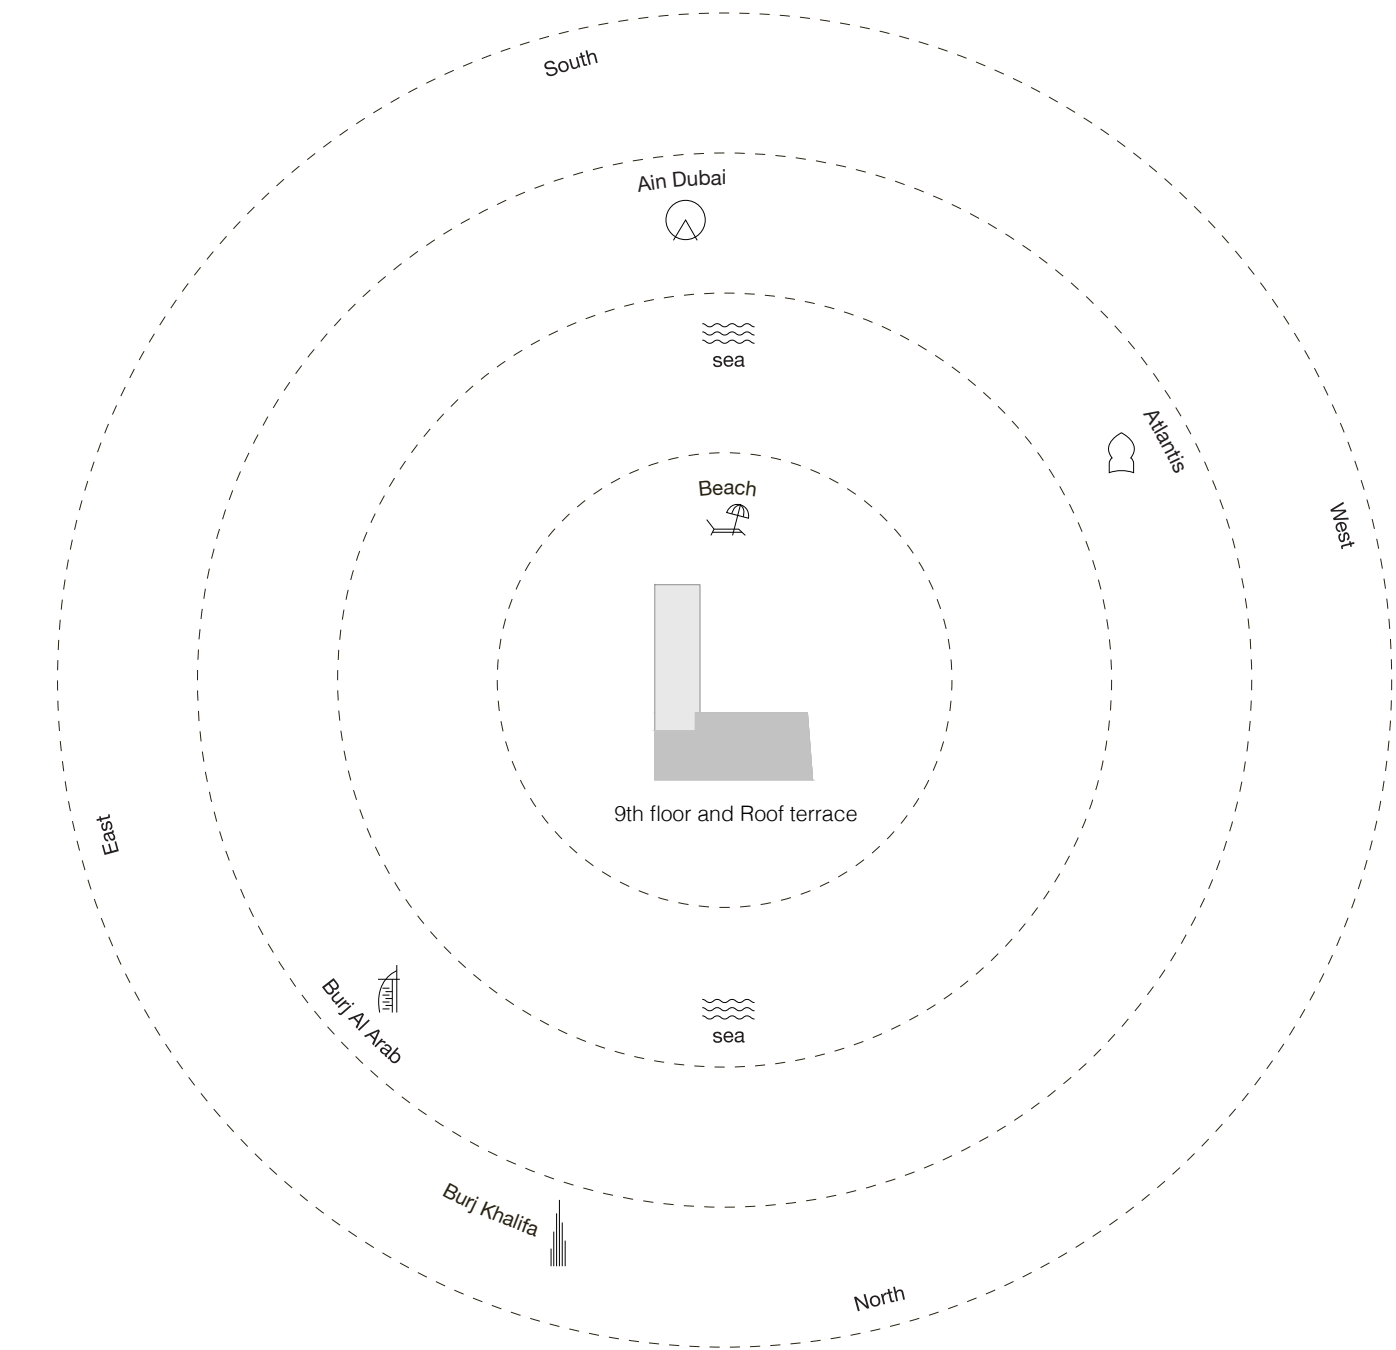 South
Ain Dubai
sea
Atlantis
Beach
West
9th floor and Roof terrace
East
Burj Al Arab
sea
Burj Khalifa
North